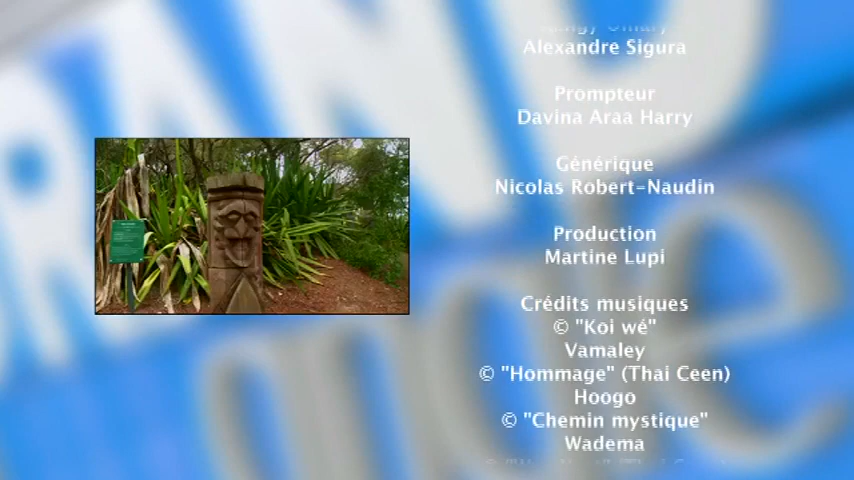 Alexandre Sigura
Prompteur
Davina Araa Harry
Générique
Nicolas Robert-Naudin
Production
Martine Lupi
Crédits musiques
© "Koi wé"
Vamaley
© "Hommage" (Thai Ceen)
Hoogo
© "Chemin mystique"
Wadema